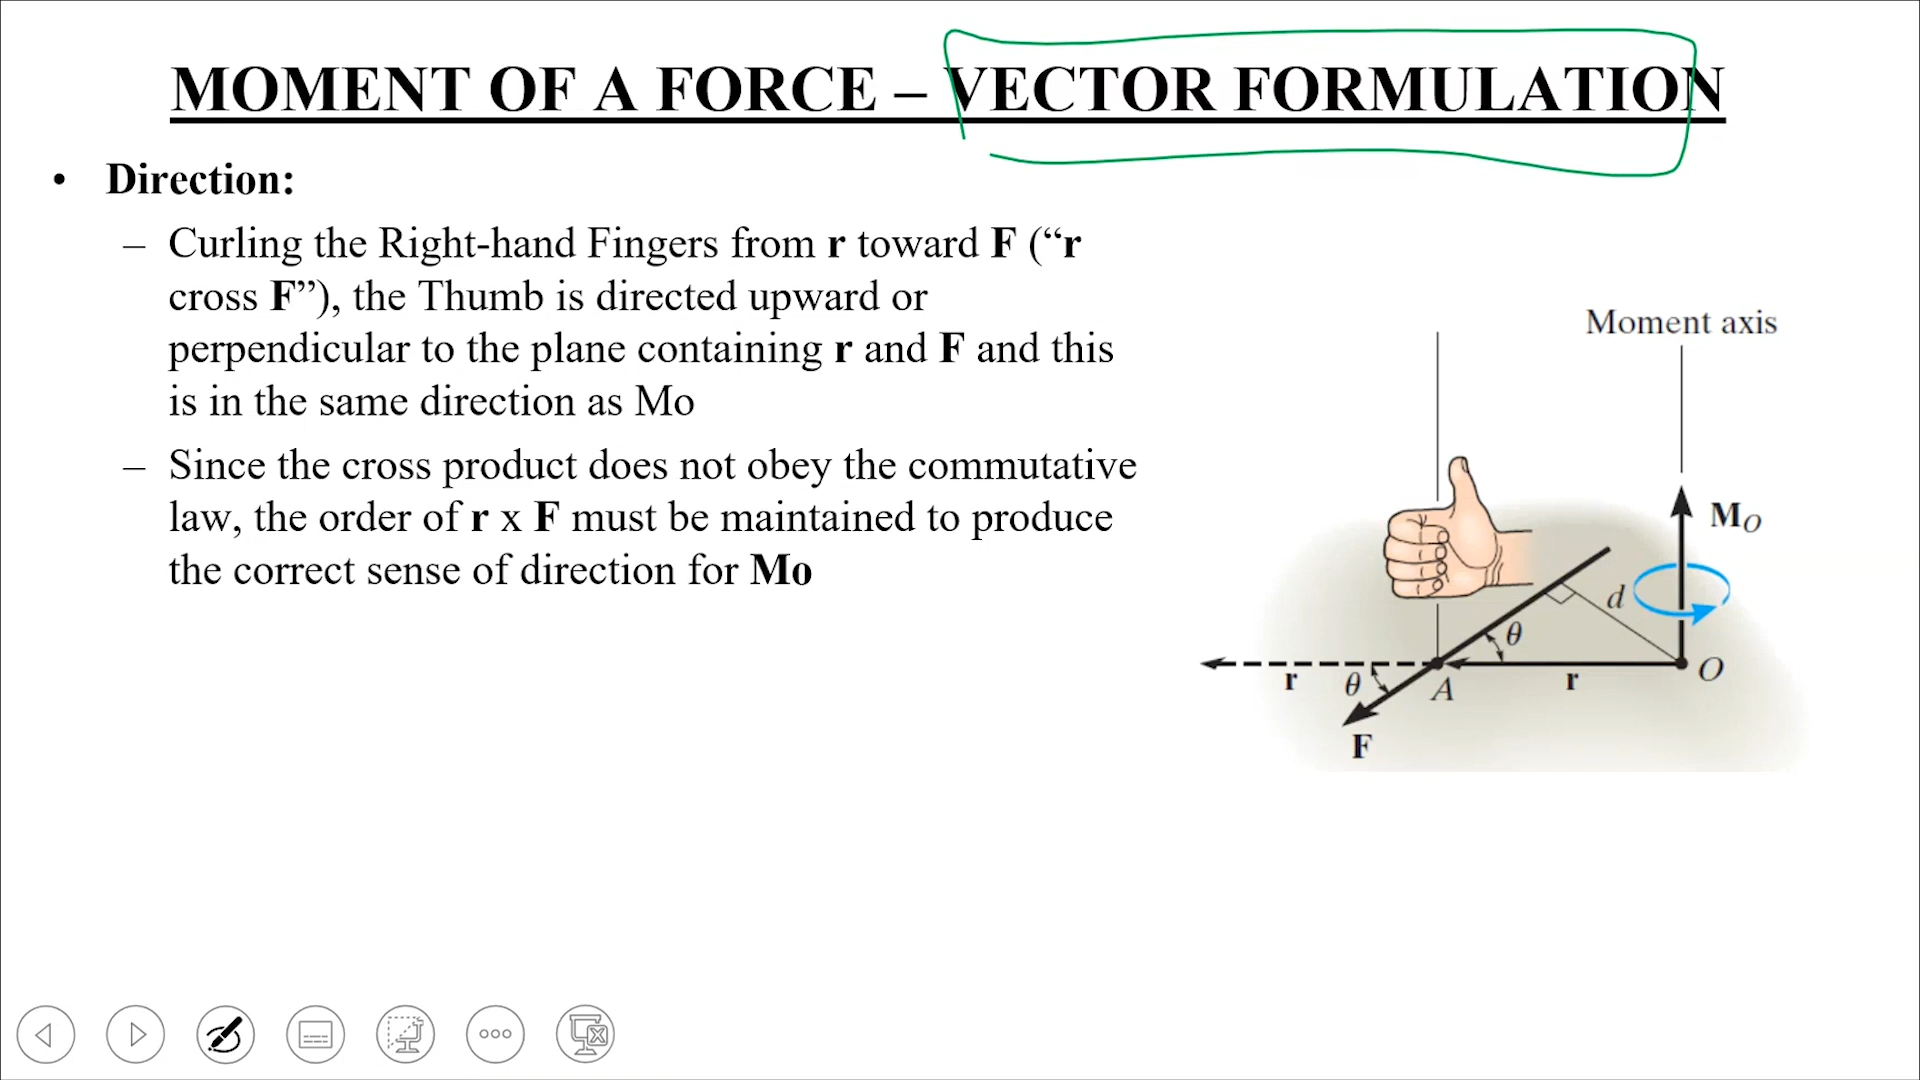 MOMENT OF A FORCE – VECTOR FORMULATION
• Direction:
– Curling the Right-hand Fingers from r toward F (“r
cross F”), the Thumb is directed upward or
perpendicular to the plane containing r and F and this
is in the same direction as Mo
– Since the cross product does not obey the commutative
law, the order of r x F must be maintained to produce
the correct sense of direction for Mo
Moment axis
M_O
d
θ
r
θ
A
r
O
F